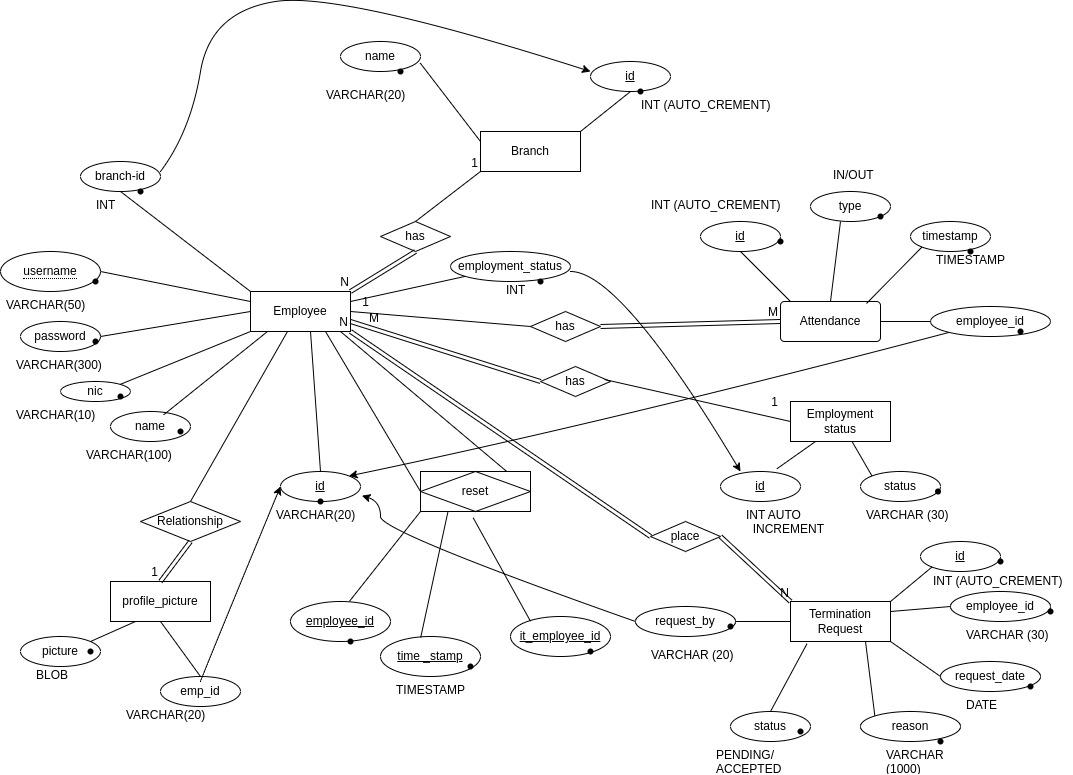 name
VARCHAR(20)
id
INT (AUTO_CREMENT)
Branch
1
branch-id
INT
has
N
IN/OUT
type
INT (AUTO_CREMENT)
id
timestamp
TIMESTAMP
username
VARCHAR(50)
employment_status
INT
Employee
1
M
N
has
M
Attendance
employee_id
password
VARCHAR(300)
nic
VARCHAR(10)
name
VARCHAR(100)
has
1
Employment
status
id
VARCHAR(20)
reset
id
INT AUTO
INCREMENT
status
VARCHAR (30)
Relationship
1
place
N
profile_picture
picture
BLOB
emp_id
VARCHAR(20)
employee_id
time _stamp
TIMESTAMP
it_employee_id
request_by
VARCHAR (20)
Termination
Request
id
INT (AUTO_CREMENT)
employee_id
VARCHAR (30)
request_date
DATE
status
PENDING/
ACCEPTED
reason
VARCHAR
(1000)